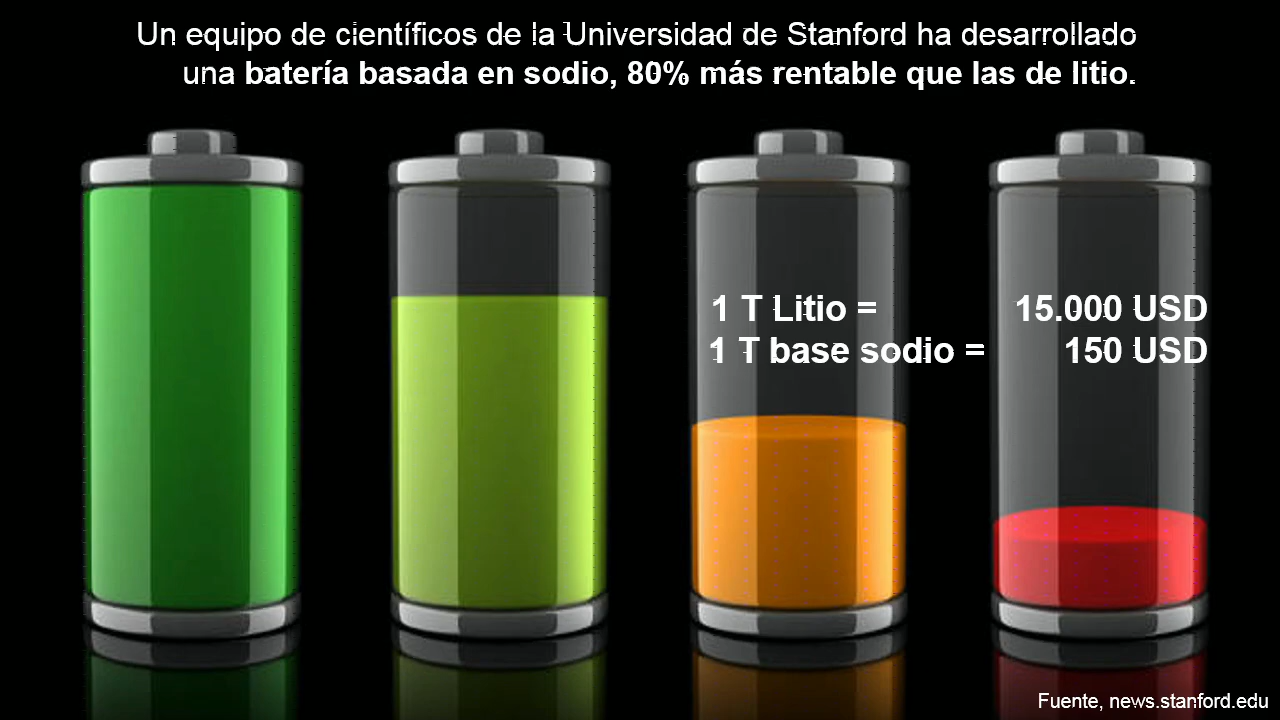 Un equipo de científicos de la Universidad de Stanford ha desarrollado
una batería basada en sodio, 80% más rentable que las de litio.
1 T Litio = 15.000 USD
1 T base sodio = 150 USD
Fuente, news.stanford.edu